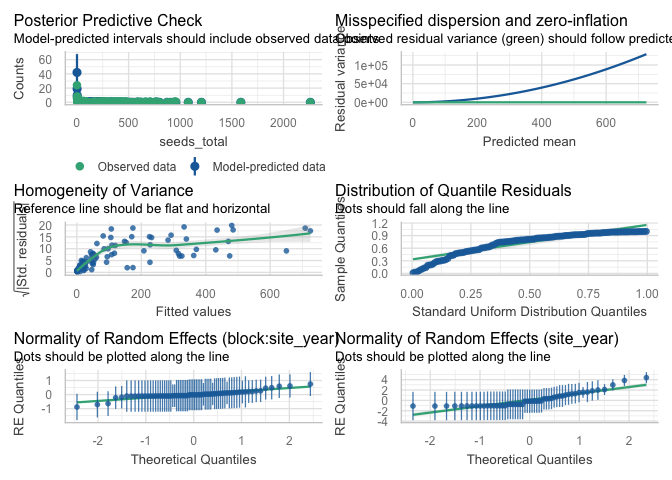 Posterior Predictive Check
Model-predicted intervals should include observed data points
Counts
60
40
20
0
0
500
1000
1500
2000
seeds_total
Observed data
Model-predicted data
Misspecified dispersion and zero-inflation
Observed residual variance (green) should follow predicte
Residual variance
1e+05
5e+04
0e+00
0
200
400
600
Predicted mean
Homogeneity of Variance
Reference line should be flat and horizontal
√|Std. residuals|
20
15
10
5
0
0
200
400
600
Fitted values
Distribution of Quantile Residuals
Dots should fall along the line
Sample Quantiles
1.2
0.9
0.6
0.3
0.0
0.00
0.25
0.50
0.75
1.00
Standard Uniform Distribution Quantiles
Normality of Random Effects (block:site_year)
Dots should be plotted along the line
RE Quantiles
1
0
-1
-2
-1
0
1
2
Theoretical Quantiles
Normality of Random Effects (site_year)
Dots should be plotted along the line
RE Quantiles
4
2
0
-2
-4
-2
-1
0
1
2
Theoretical Quantiles